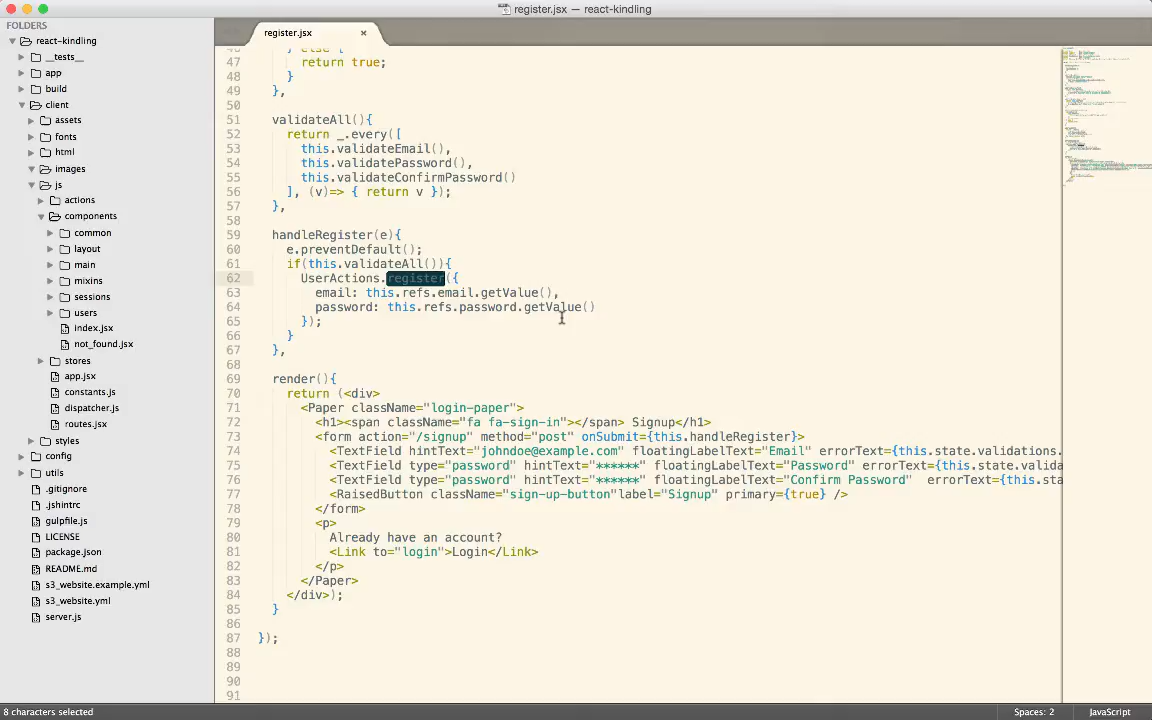 register.jsx — react-kindling
FOLDERS
react-kindling
__tests__
app
build
client
assets
fonts
html
images
js
actions
components
common
layout
main
mixins
sessions
users
index.jsx
not_found.jsx
stores
app.jsx
constants.js
dispatcher.js
routes.jsx
styles
config
utils
.gitignore
.jshintrc
gulpfile.js
LICENSE
package.json
README.md
s3_website.example.yml
s3_website.yml
server.js
register.jsx ×
46 } else {
47 return true;
48 }
49 },
50
51 validateAll(){
52 return _.every([
53 this.validateEmail(),
54 this.validatePassword(),
55 this.validateConfirmPassword()
56 ], (v)=> { return v });
57 },
58
59 handleRegister(e){
60 e.preventDefault();
61 if(this.validateAll()){
62 UserActions.register({
63 email: this.refs.email.getValue(),
64 password: this.refs.password.getValue()
65 });
66 }
67 },
68
69 render(){
70 return (<div>
71 <Paper className="login-paper">
72 <h1><span className="fa fa-sign-in"></span> Signup</h1>
73 <form action="/signup" method="post" onSubmit={this.handleRegister}>
74 <TextField hintText="johndoe@example.com" floatingLabelText="Email" errorText={this.state.validations.
75 <TextField type="password" hintText="******" floatingLabelText="Password" errorText={this.state.valida
76 <TextField type="password" hintText="******" floatingLabelText="Confirm Password"  errorText={this.sta
77 <RaisedButton className="sign-up-button"label="Signup" primary={true} />
78 </form>
79 <p>
80 Already have an account?
81 <Link to="login">Login</Link>
82 </p>
83 </Paper>
84 </div>);
85 }
86
87 });
88
89
90
91
8 characters selected
Spaces: 2
JavaScript